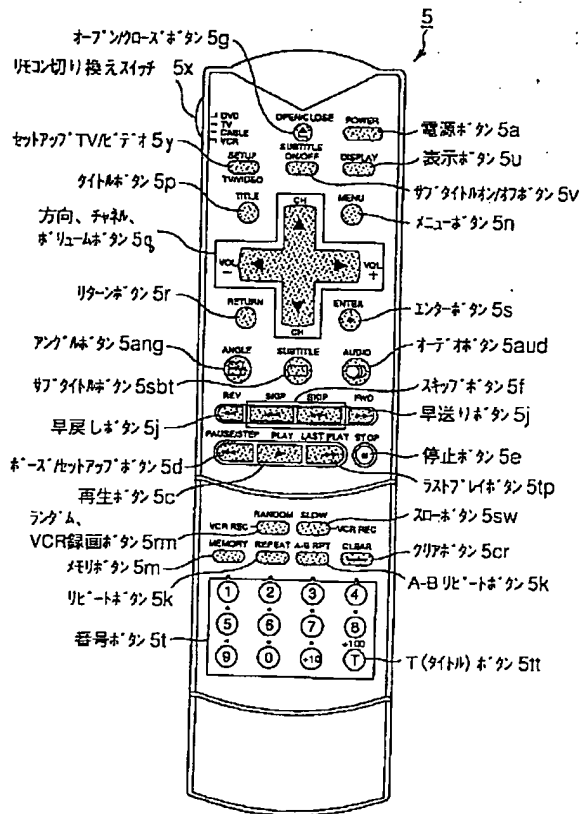 5
オープン/クローズボタン 5g
リモコン切り換えスイッチ 5x
DVD
TV
CABLE
VCR
OPEN/CLOSE
POWER
電源ボタン 5a
セットアップTV/ビデオ 5y
SETUP
TV/VIDEO
SUBTITLE
ON/OFF
DISPLAY
表示ボタン 5u
サブタイトルオン/オフボタン 5v
タイトルボタン 5p
TITLE
MENU
メニューボタン 5n
方向、チャネル、
ボリュームボタン 5q
CH
VOL
−
VOL
+
CH
リターンボタン 5r
RETURN
ENTER
エンターボタン 5s
アングルボタン 5ang
ANGLE
SUBTITLE
AUDIO
オーデオボタン 5aud
サブタイトルボタン 5sbt
スキップボタン 5f
REV
SKIP
SKIP
FWD
早戻しボタン 5j
早送りボタン 5j
PAUSE/STEP
PLAY
LAST PLAY
STOP
ポーズ/セットアップボタン 5d
停止ボタン 5e
再生ボタン 5c
ラストプレイボタン 5tp
ランダム、
VCR録画ボタン 5rm
RANDOM
SLOW
VCR REC
VCR REC
スローボタン 5sw
メモリボタン 5m
MEMORY
REPEAT
A-B RPT
CLEAR
クリアボタン 5cr
リピートボタン 5k
A-Bリピートボタン 5k
1 2 3 4
5 6 7 8
番号ボタン 5t
+100
9 0 +10 T
T(タイトル) ボタン 5tt